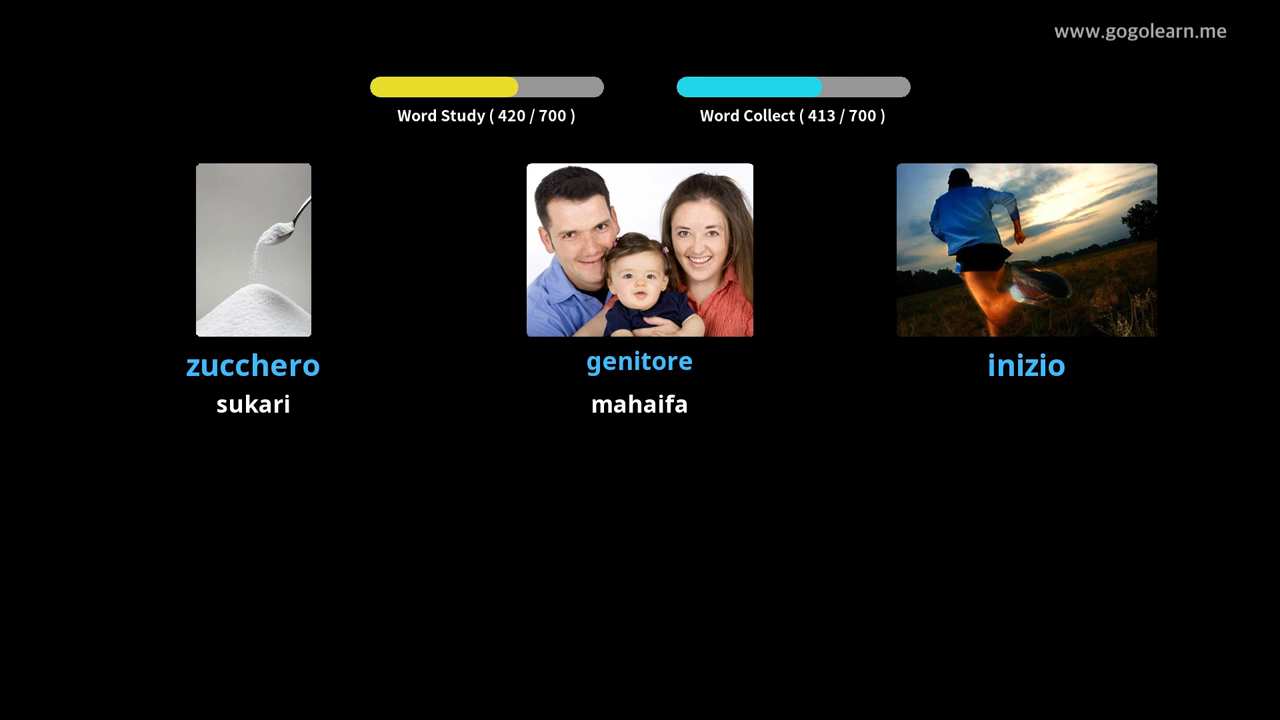 www.gogolearn.me
Word Study ( 420 / 700 )
Word Collect ( 413 / 700 )
zucchero
genitore
inizio
sukari
mahaifa